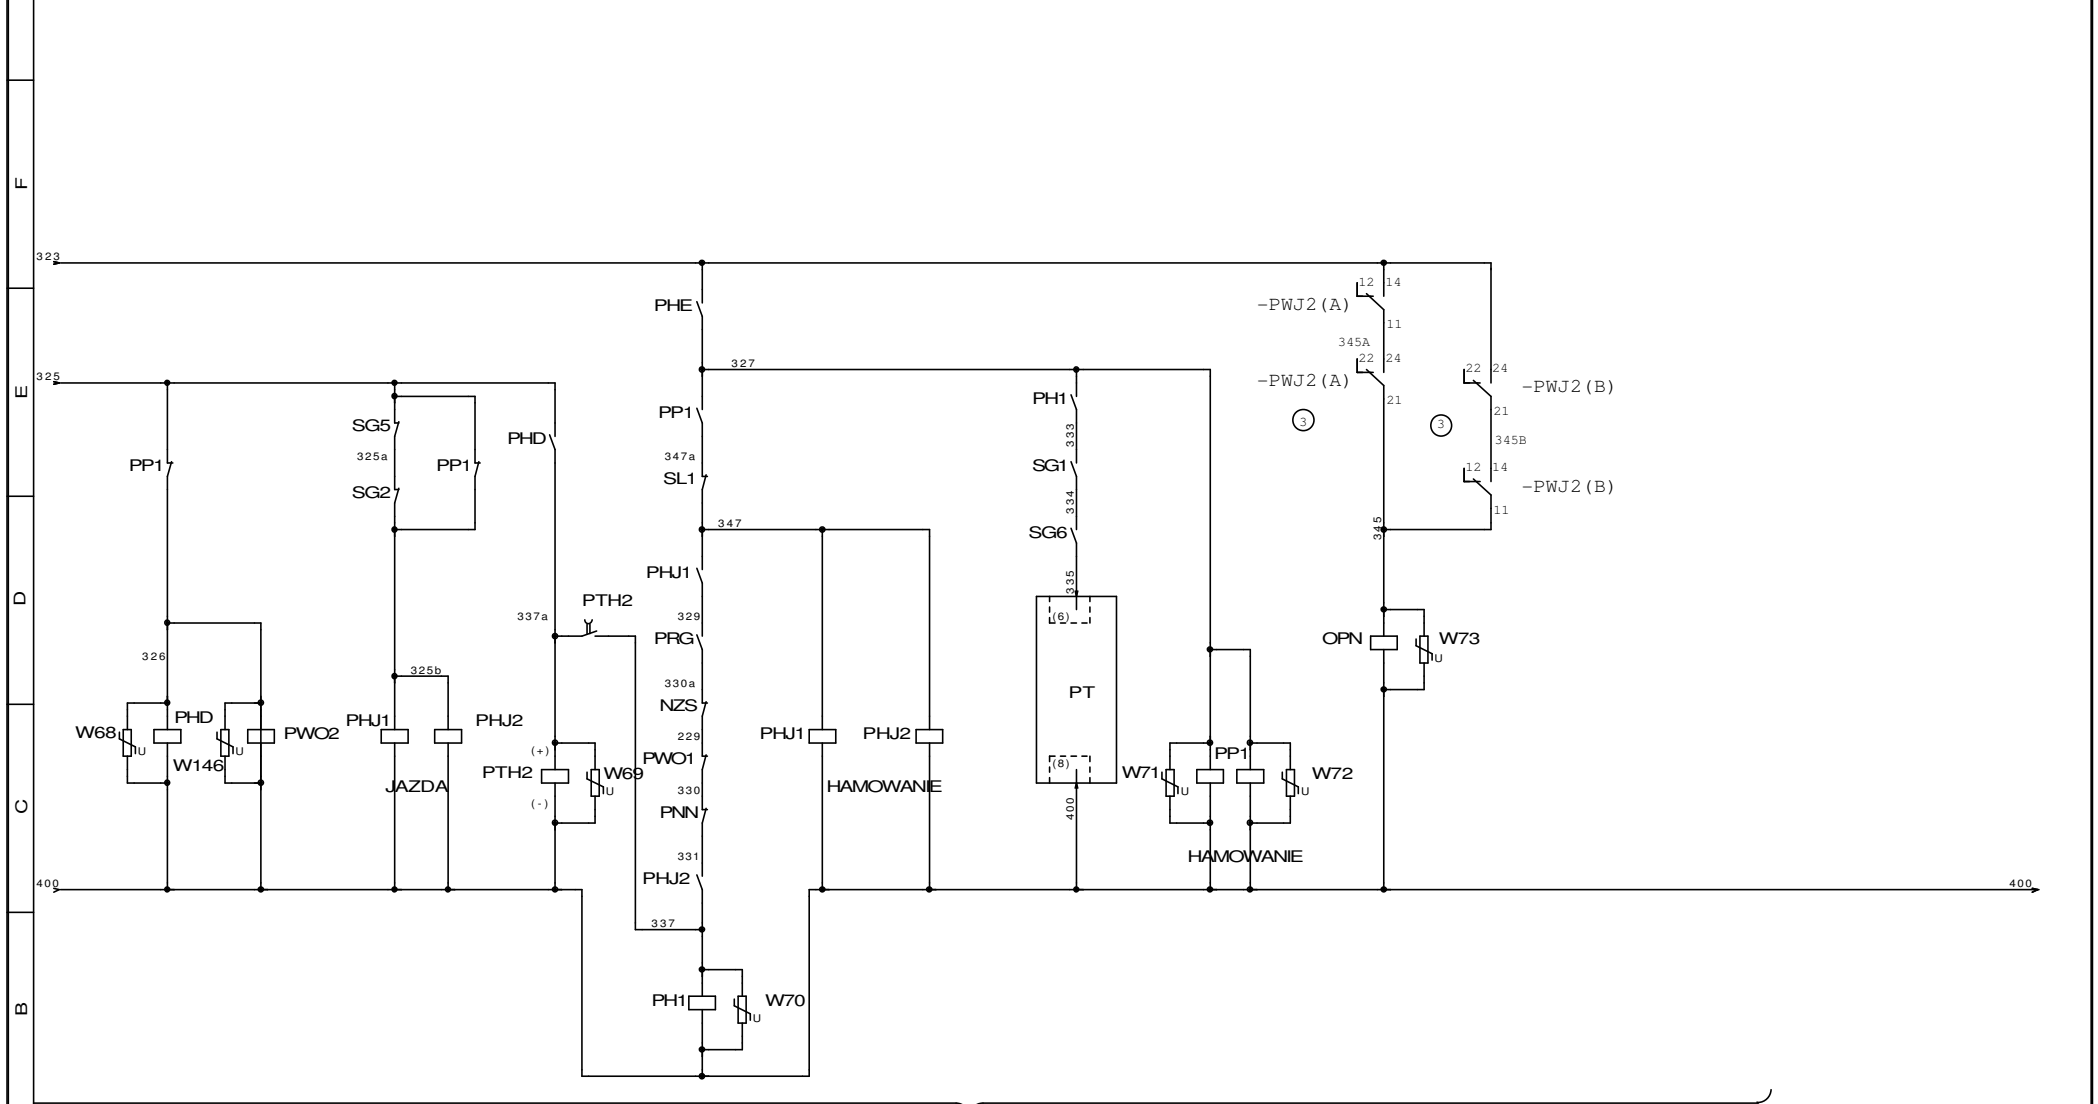 F
323
12 14
PHE
-PWJ2(A)
11
345A
327
22 24
E
325
-PWJ2(A)
22 24
-PWJ2(B)
PH1
21
PP1
21
SG5
3
3
333
PHD
345B
325a
PP1
PP1
347a
SG1
12 14
SL1
SG2
-PWJ2(B)
334
11
347
345
SG6
PHJ1
335
D
PTH2
337a
329
(6)
PRG
OPN
W73
U
326
325b
330a
PT
NZS
PHD
PHJ1
PHJ2
W68
U
U
PWO2
229
PHJ1
PHJ2
(+)
PWO1
PP1
W146
(8)
PTH2
W69
W71
W72
JAZDA
U
330
HAMOWANIE
U
U
C
(-)
PNN
400
331
HAMOWANIE
PHJ2
400
400
337
B
PH1
W70
U